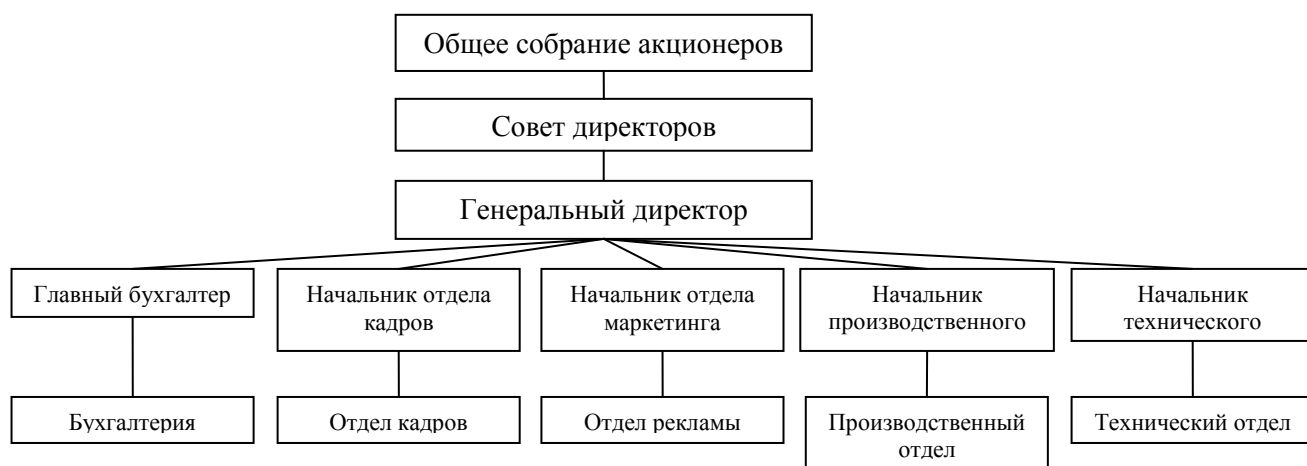 Общее собрание акционеров
Совет директоров
Генеральный директор
Главный бухгалтер
Начальник отдела
кадров
Начальник отдела
маркетинга
Начальник
производственного
Начальник
технического
Бухгалтерия
Отдел кадров
Отдел рекламы
Производственный
отдел
Технический отдел